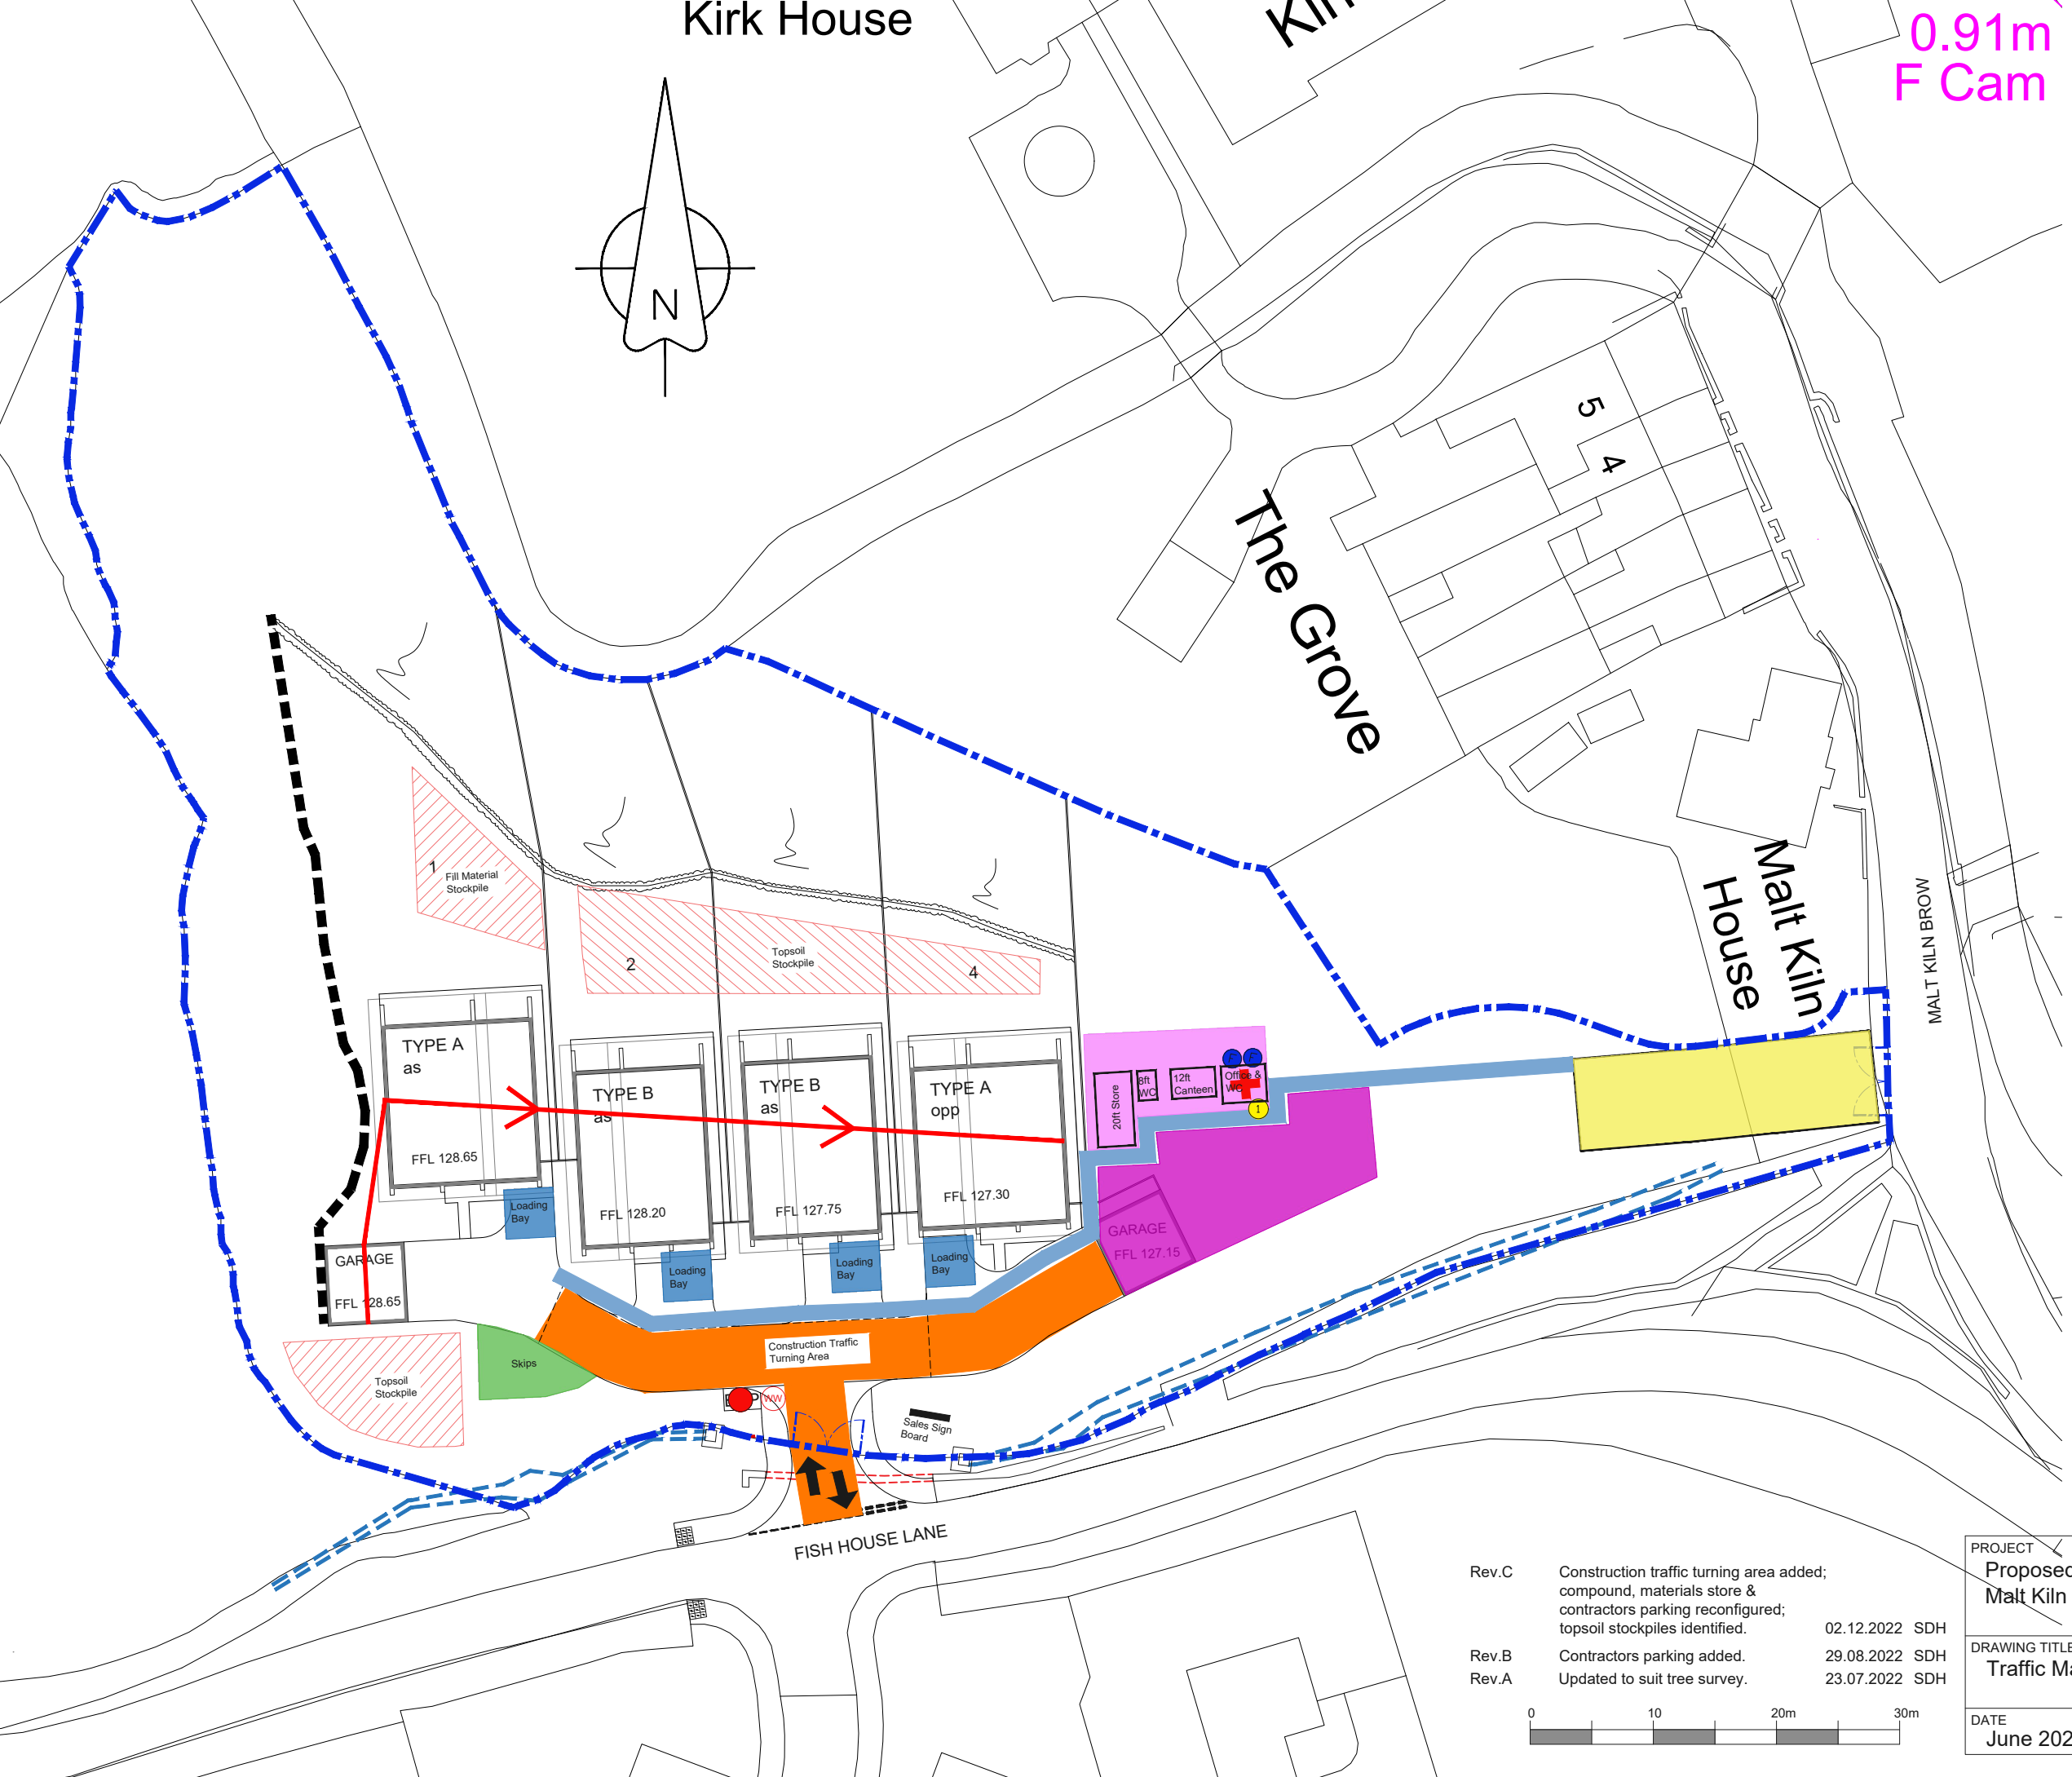 Kirk House
0.91m
F Cam
N
5
4
The Grove
Malt Kiln
House
MALT KILN BROW
1
Fill Material
Stockpile
2
Topsoil
Stockpile
4
TYPE A
as
FFL 128.65
TYPE B
as
FFL 128.20
TYPE B
as
FFL 127.75
TYPE A
opp
FFL 127.30
20ft Store
8ft
WC
12ft
Canteen
Office &
WC
F
F
1
Loading
Bay
Loading
Bay
Loading
Bay
Loading
Bay
GARAGE
FFL 127.15
GARAGE
FFL 128.65
Construction Traffic
Turning Area
Skips
Topsoil
Stockpile
WW
Sales Sign
Board
FISH HOUSE LANE
Rev.C Construction traffic turning area added;
compound, materials store &
contractors parking reconfigured;
topsoil stockpiles identified. 02.12.2022 SDH
Rev.B Contractors parking added. 29.08.2022 SDH
Rev.A Updated to suit tree survey. 23.07.2022 SDH
0 10 20m 30m
PROJECT
Proposed
Malt Kiln
DRAWING TITLE
Traffic Ma
DATE
June 202